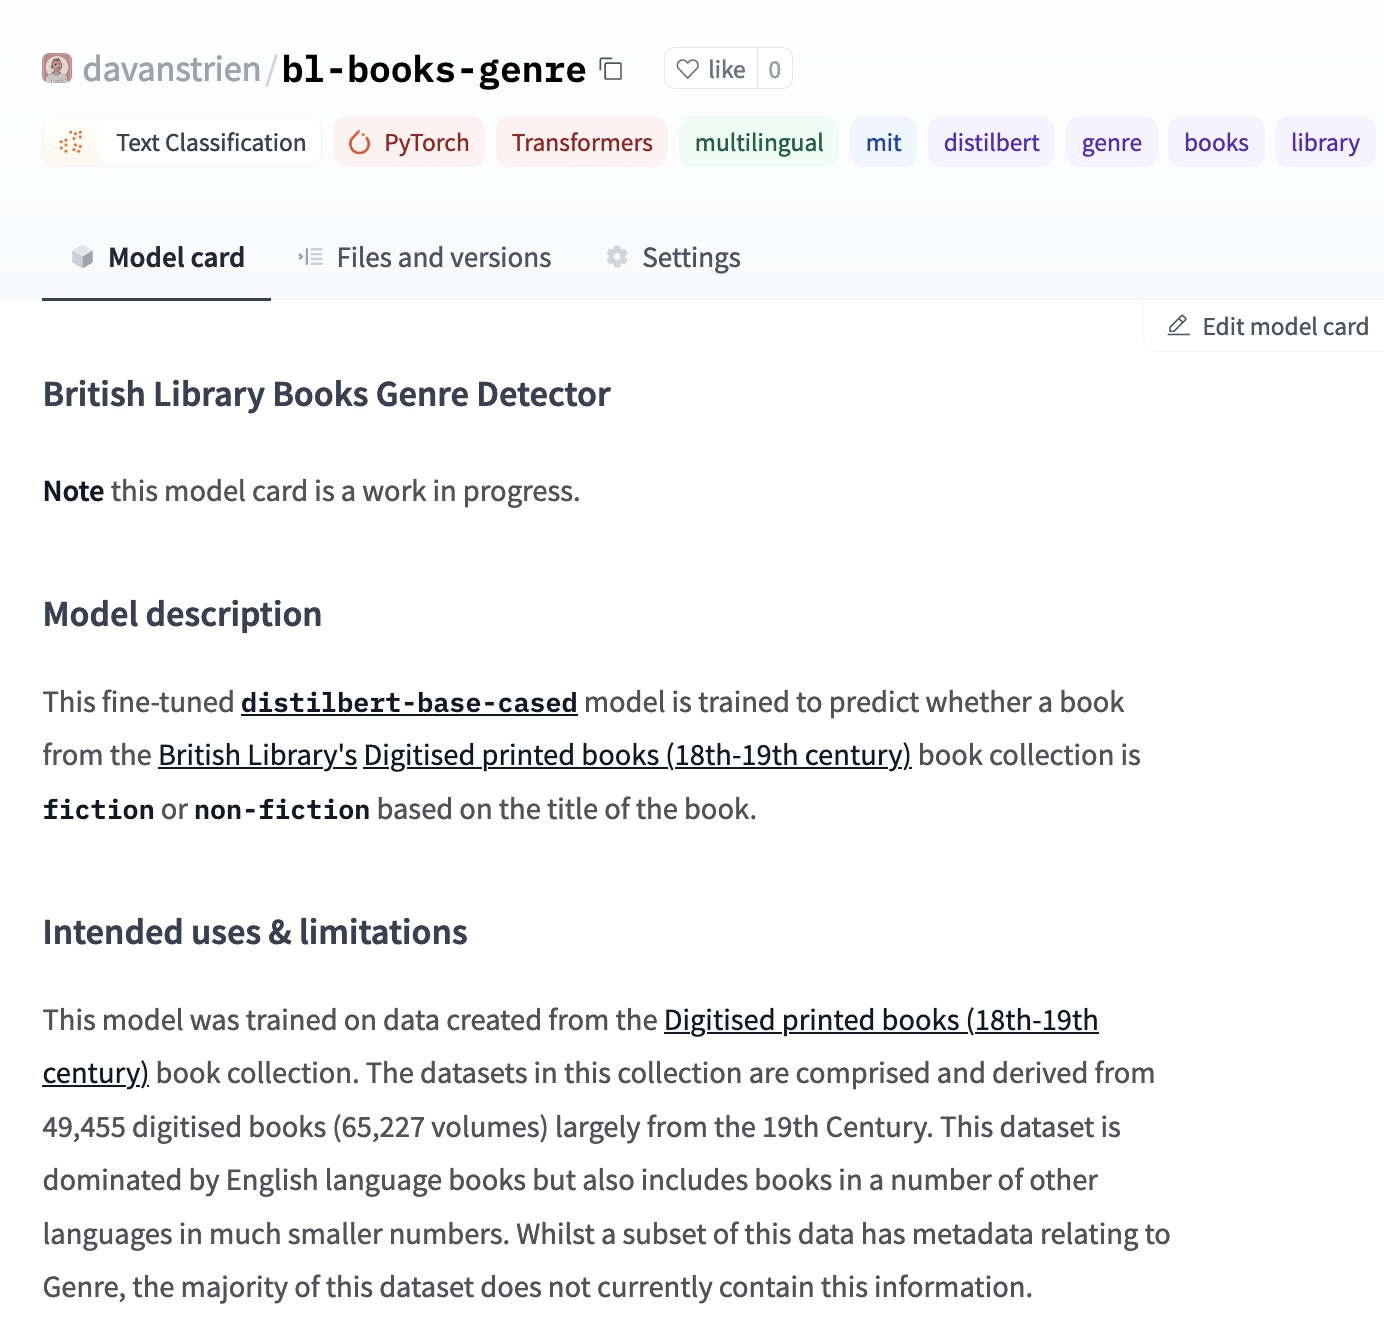 davanstrien/bl-books-genre like 0
Text Classification PyTorch Transformers multilingual mit distilbert genre books library
Model card Files and versions Settings
Edit model card
British Library Books Genre Detector
Note this model card is a work in progress.
Model description
This fine-tuned distilbert-base-cased model is trained to predict whether a book
from the British Library's Digitised printed books (18th-19th century) book collection is
fiction or non-fiction based on the title of the book.
Intended uses & limitations
This model was trained on data created from the Digitised printed books (18th-19th
century) book collection. The datasets in this collection are comprised and derived from
49,455 digitised books (65,227 volumes) largely from the 19th Century. This dataset is
dominated by English language books but also includes books in a number of other
languages in much smaller numbers. Whilst a subset of this data has metadata relating to
Genre, the majority of this dataset does not currently contain this information.